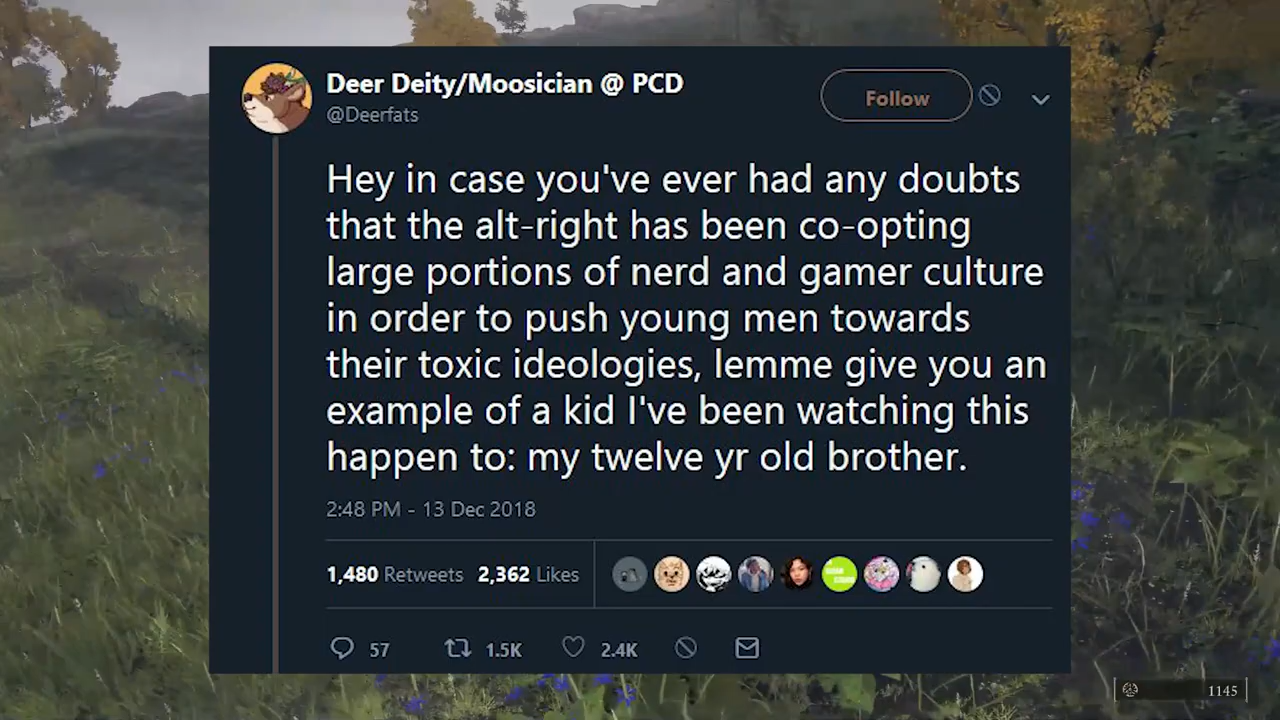 Deer Deity/Moosician @ PCD
@Deerfats
Follow
Hey in case you've ever had any doubts
that the alt-right has been co-opting
large portions of nerd and gamer culture
in order to push young men towards
their toxic ideologies, lemme give you an
example of a kid I've been watching this
happen to: my twelve yr old brother.
2:48 PM - 13 Dec 2018
1,480 Retweets 2,362 Likes
57 1.5K 2.4K
1145